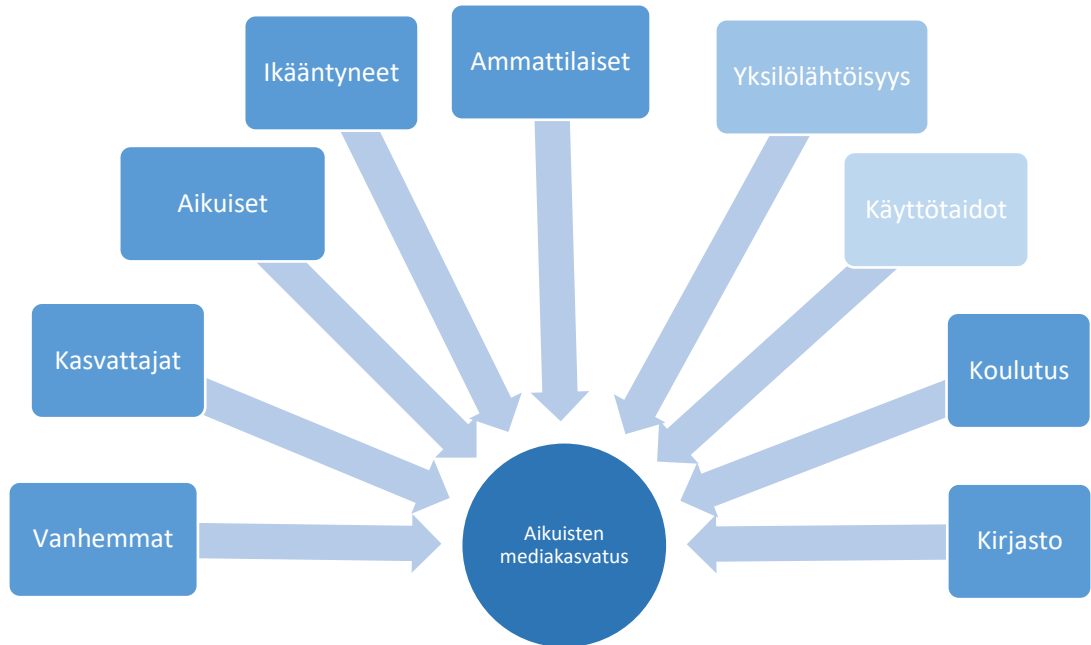 Ikääntyneet
Ammattilaiset
Yksilölähtöisyys
Aikuiset
Käyttötaidot
Kasvattajat
Koulutus
Vanhemmat
Aikuisten
mediakasvatus
Kirjasto